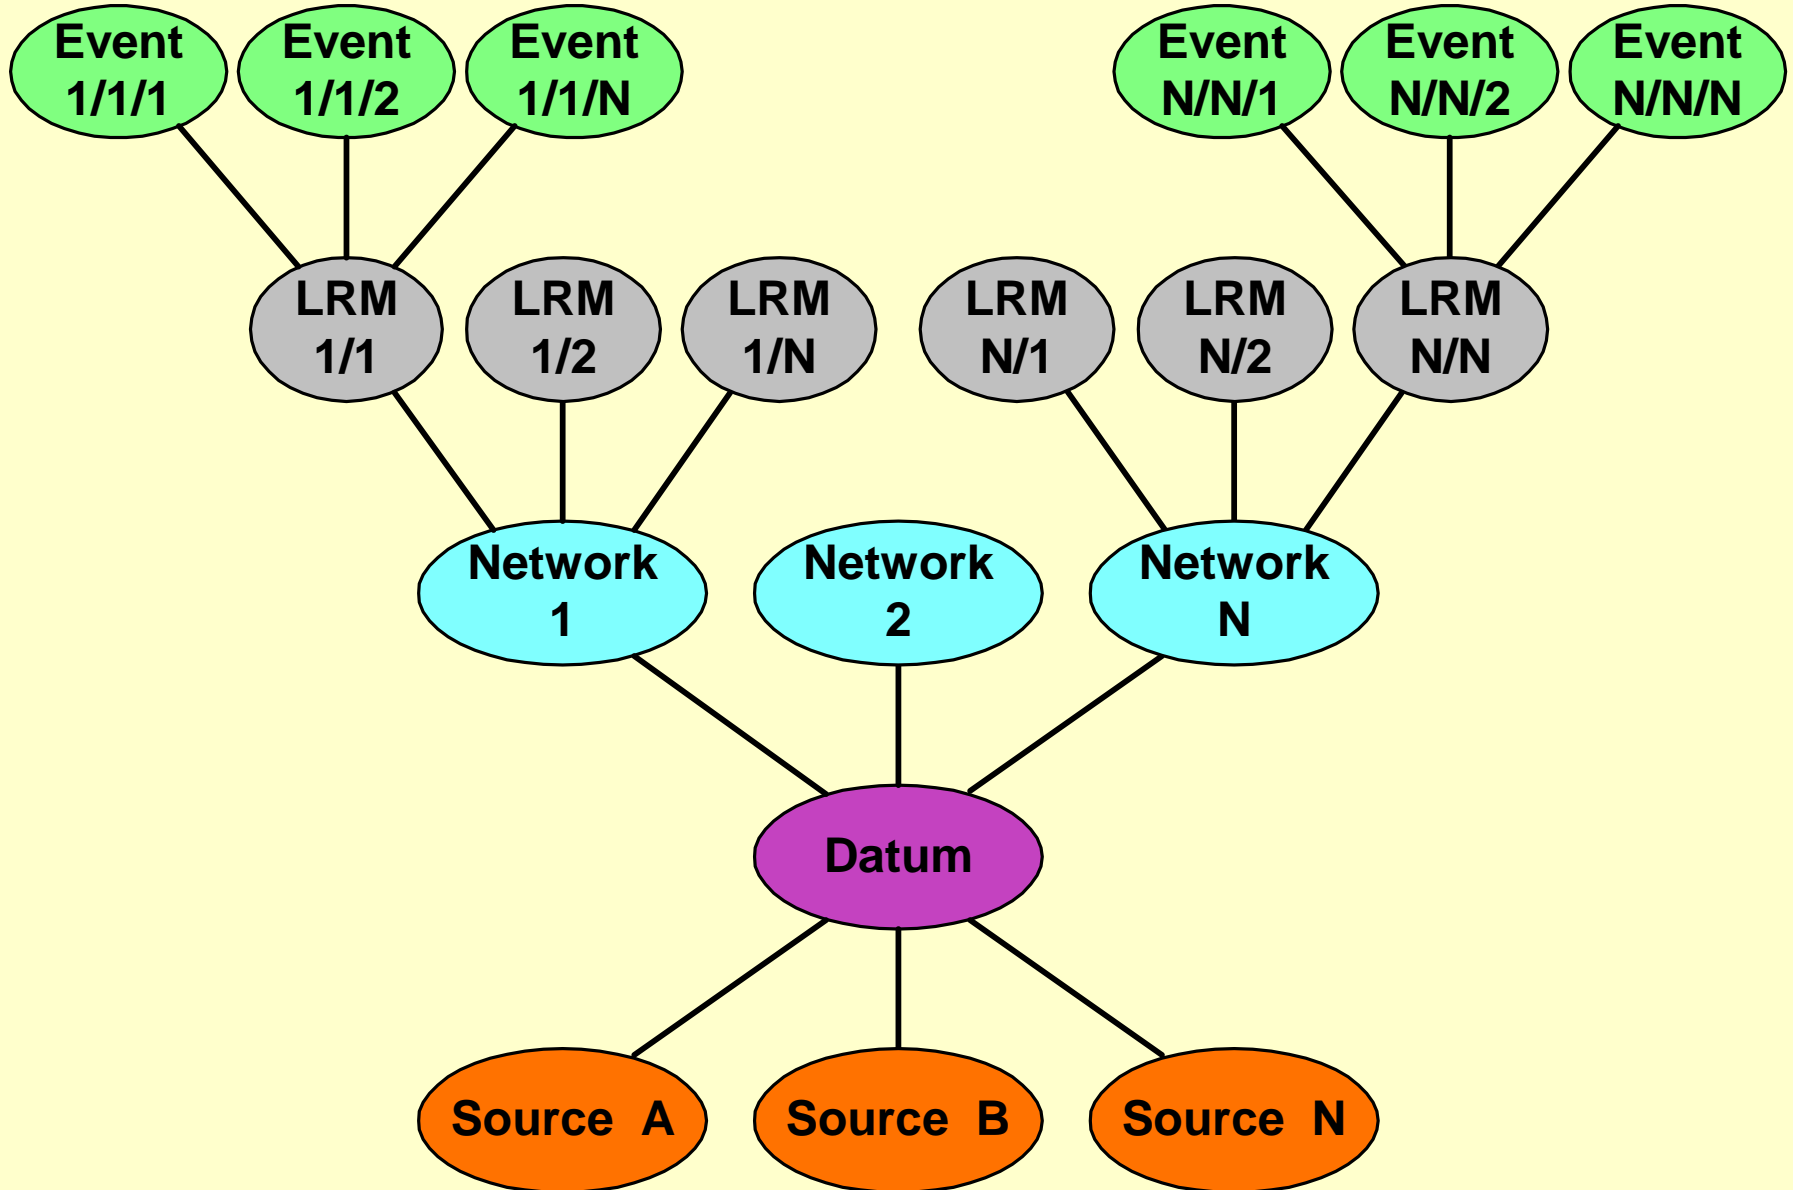 Event
1/1/1
Event
1/1/2
Event
1/1/N
Event
N/N/1
Event
N/N/2
Event
N/N/N
LRM
1/1
LRM
1/2
LRM
1/N
LRM
N/1
LRM
N/2
LRM
N/N
Network
1
Network
2
Network
N
Datum
Source A
Source B
Source N